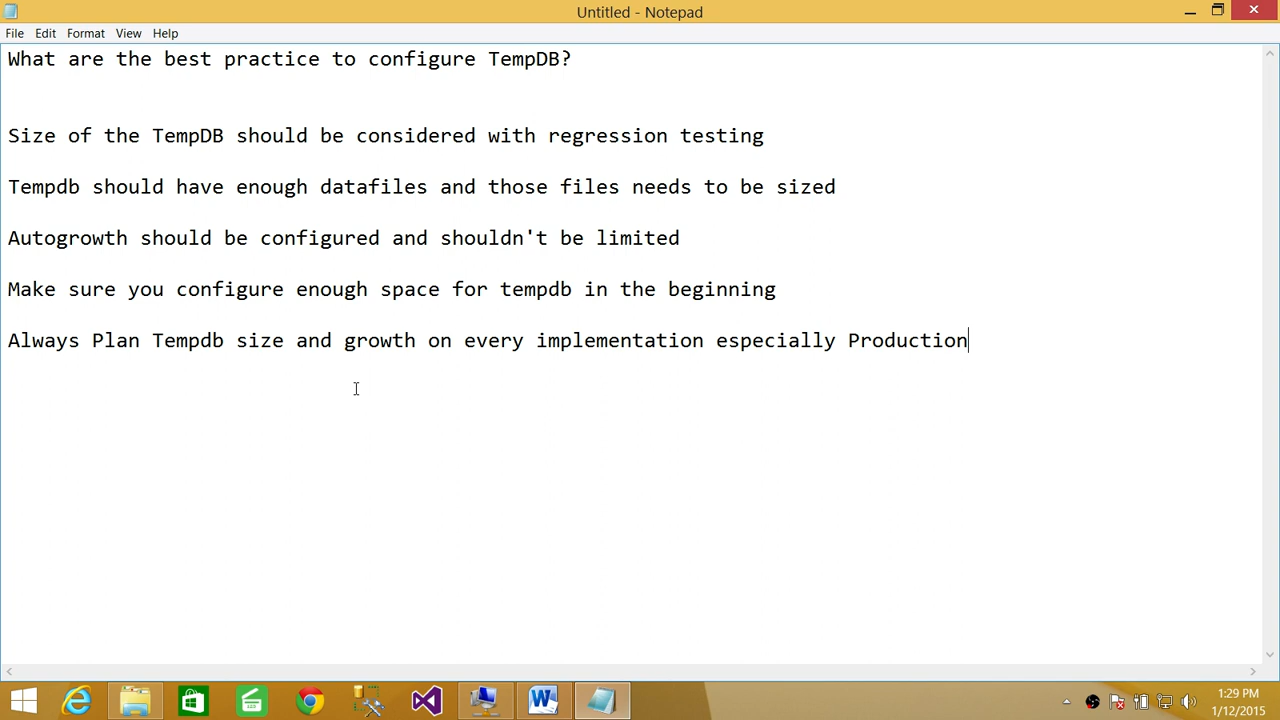 Untitled - Notepad
File Edit Format View Help
What are the best practice to configure TempDB?
Size of the TempDB should be considered with regression testing
Tempdb should have enough datafiles and those files needs to be sized
Autogrowth should be configured and shouldn't be limited
Make sure you configure enough space for tempdb in the beginning
Always Plan Tempdb size and growth on every implementation especially Production
1:29 PM
1/12/2015